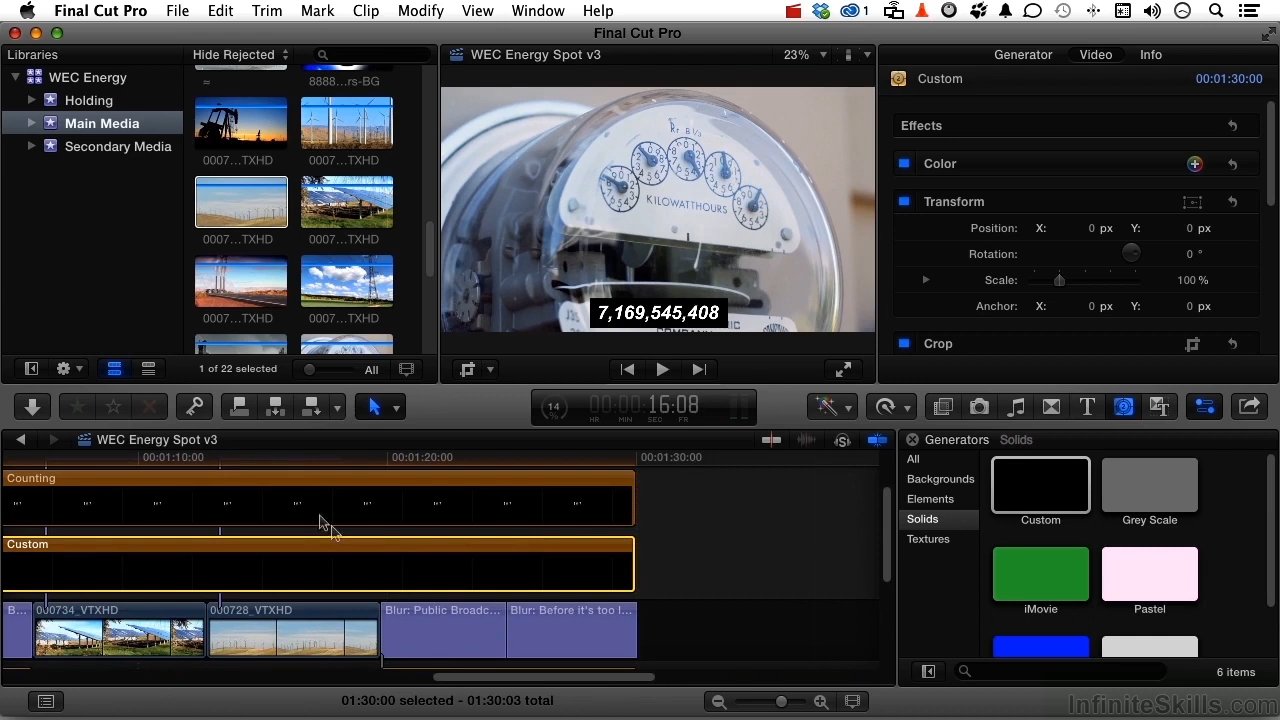 Final Cut Pro File Edit Trim Mark Clip Modify View Window Help
1
Final Cut Pro
Libraries
WEC Energy
Holding
Main Media
Secondary Media
Hide Rejected
8888...rs-BG
0007...TXHD 0007...TXHD
0007...TXHD 0007...TXHD
0007...TXHD 0007...TXHD
1 of 22 selected
All
WEC Energy Spot v3
23%
KILOWATTHOURS
7,169,545,408
Generator Video Info
Custom
00:01:30:00
Effects
Color
Transform
Position: X: 0 px Y: 0 px
Rotation: 0 °
Scale: 100 %
Anchor: X: 0 px Y: 0 px
Crop
14
%
00:00:16:08
HR MIN SEC FR
WEC Energy Spot v3
00:01:10:00 00:01:20:00 00:01:30:00
Counting
Custom
B... 000734_VTXHD 000728_VTXHD Blur: Public Broadc... Blur: Before it's too l...
01:30:00 selected - 01:30:03 total
Generators Solids
All
Backgrounds
Elements
Solids
Textures
Custom
Grey Scale
iMovie
Pastel
6 items
InfiniteSkills.com